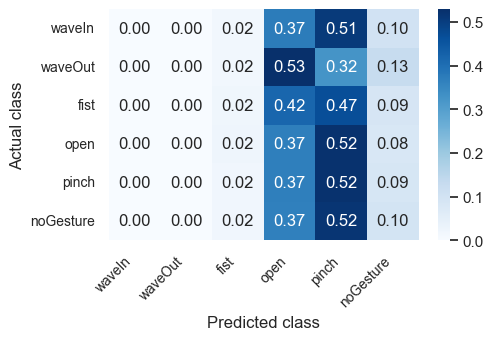 Actual class
waveIn 0.00 0.00 0.02 0.37 0.51 0.10
waveOut 0.00 0.00 0.02 0.53 0.32 0.13
fist 0.00 0.00 0.02 0.42 0.47 0.09
open 0.00 0.00 0.02 0.37 0.52 0.08
pinch 0.00 0.00 0.02 0.37 0.52 0.09
noGesture 0.00 0.00 0.02 0.37 0.52 0.10
waveIn waveOut fist open pinch noGesture
Predicted class
0.5
0.4
0.3
0.2
0.1
0.0